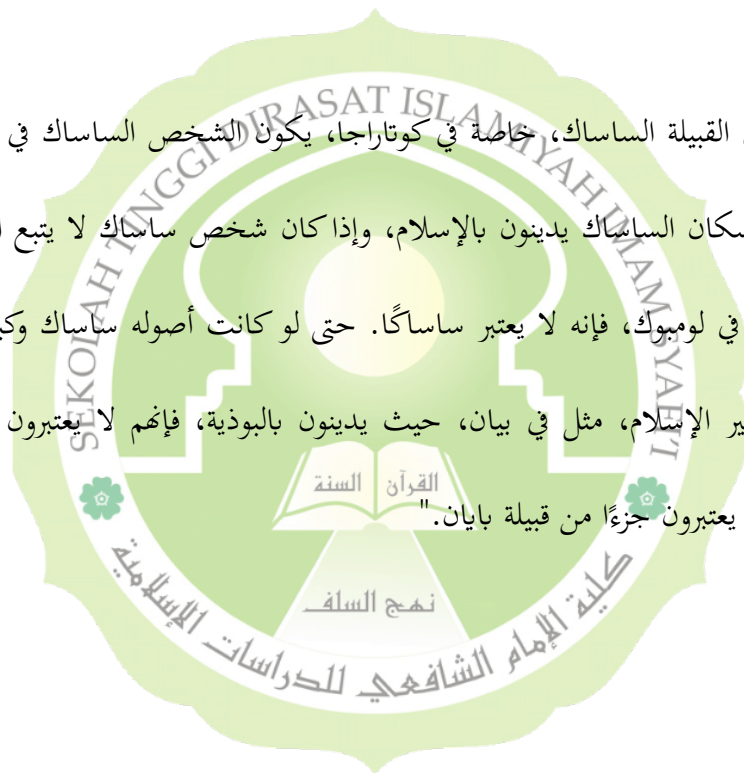 القبيلة الساساك، خاصة في كوتاراجا، يكون الشخص الساساك في
سكان الساساك يدينون بالإسلام، وإذا كان شخص ساساك لا يتبع
في لومبوك، فإنه لا يعتبر ساساكًا. حتى لو كانت أصوله ساساك
الإسلام، مثل في بيان، حيث يدينون بالبوذية، فإنهم لا يعتبرون
يعتبرون جزءًا من قبيلة بايان."
SEKOLAH TINGGI DIRASAT ISLAMIYAH IMAM SYAFE'I
القرآن السنة
نهج السلف
كلية الإمام الشافعي للدراسات الإسلامية